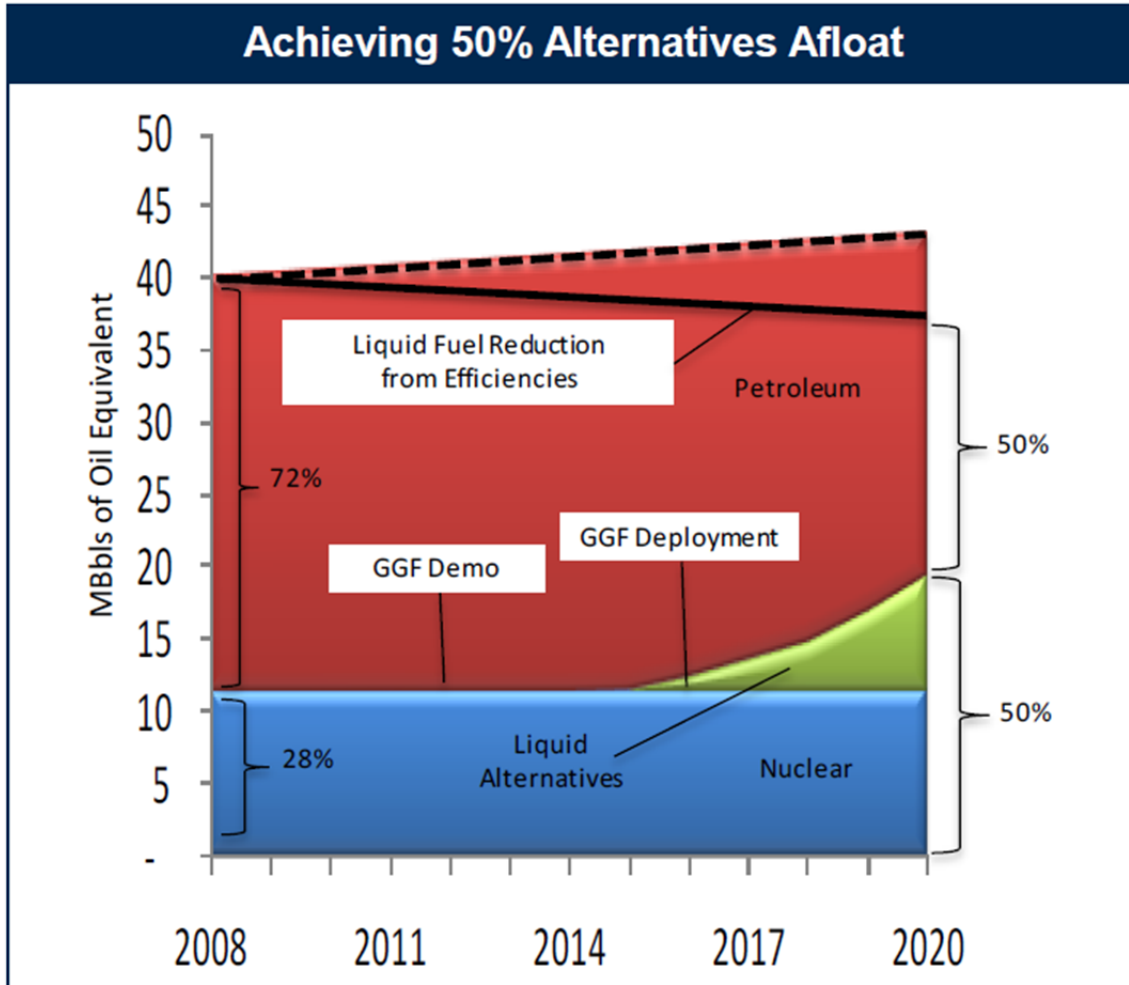 Achieving 50% Alternatives Afloat
MBbls of Oil Equivalent
50
45
40
35
30
25
20
15
10
5
-
Liquid Fuel Reduction
from Efficiencies
Petroleum
72%
50%
GGF Deployment
GGF Demo
28%
Liquid
Alternatives
Nuclear
50%
2008
2011
2014
2017
2020